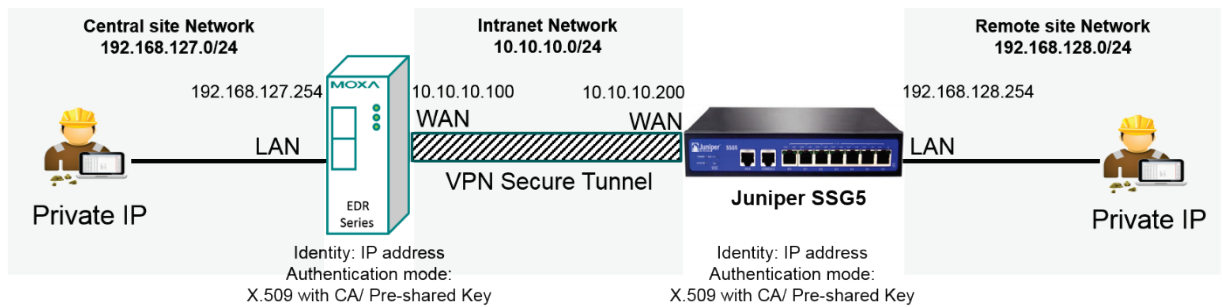 Central site Network
192.168.127.0/24
Intranet Network
10.10.10.0/24
Remote site Network
192.168.128.0/24
192.168.127.254
MOXA
10.10.10.100
10.10.10.200
192.168.128.254
WAN
WAN
LAN
LAN
Juniper
SSG5
VPN Secure Tunnel
EDR
Series
Juniper SSG5
Private IP
Private IP
Identity: IP address
Authentication mode:
X.509 with CA/ Pre-shared Key
Identity: IP address
Authentication mode:
X.509 with CA/ Pre-shared Key